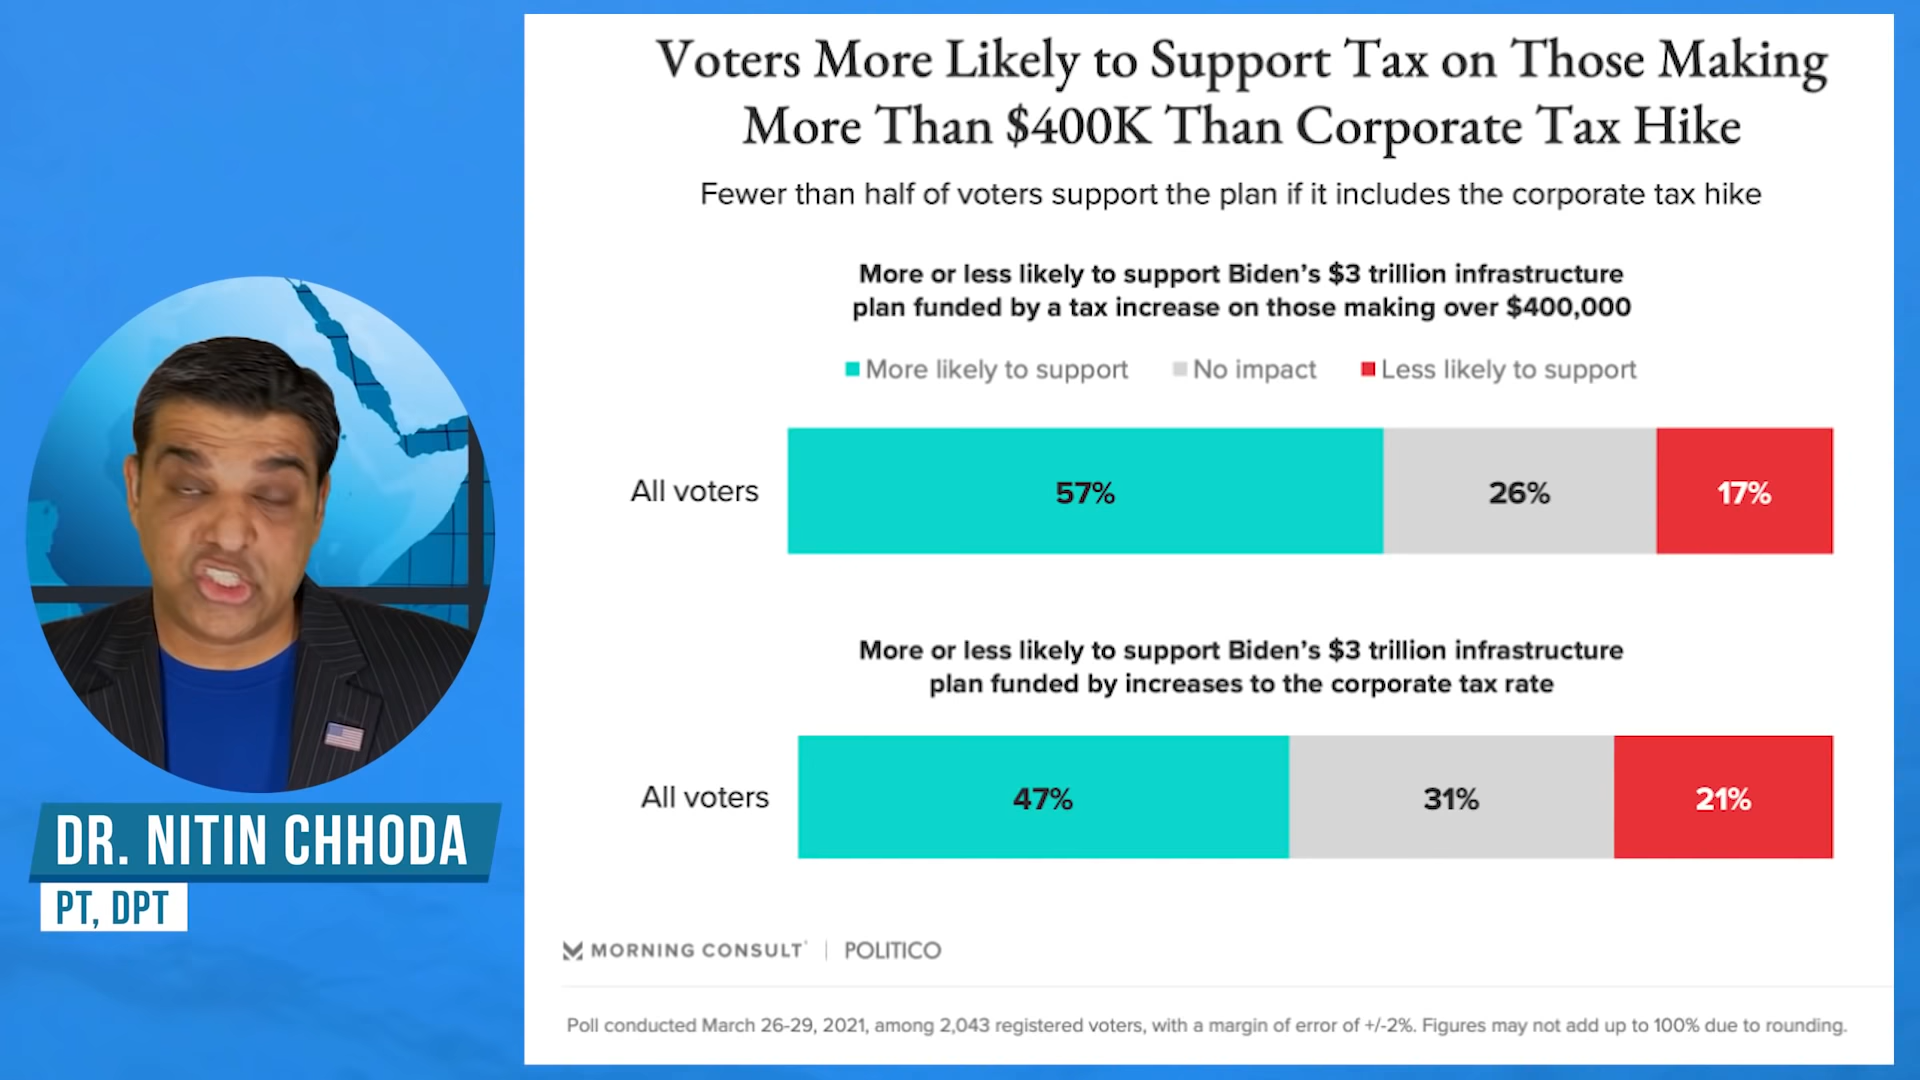 Voters More Likely to Support Tax on Those Making
More Than $400K Than Corporate Tax Hike
Fewer than half of voters support the plan if it includes the corporate tax hike
More or less likely to support Biden’s $3 trillion infrastructure
plan funded by a tax increase on those making over $400,000
More likely to support No impact Less likely to support
All voters 57% 26% 17%
More or less likely to support Biden’s $3 trillion infrastructure
plan funded by increases to the corporate tax rate
All voters 47% 31% 21%
MORNING CONSULT | POLITICO
Poll conducted March 26-29, 2021, among 2,043 registered voters, with a margin of error of +/-2%. Figures may not add up to 100% due to rounding.
DR. NITIN CHHODA
PT, DPT